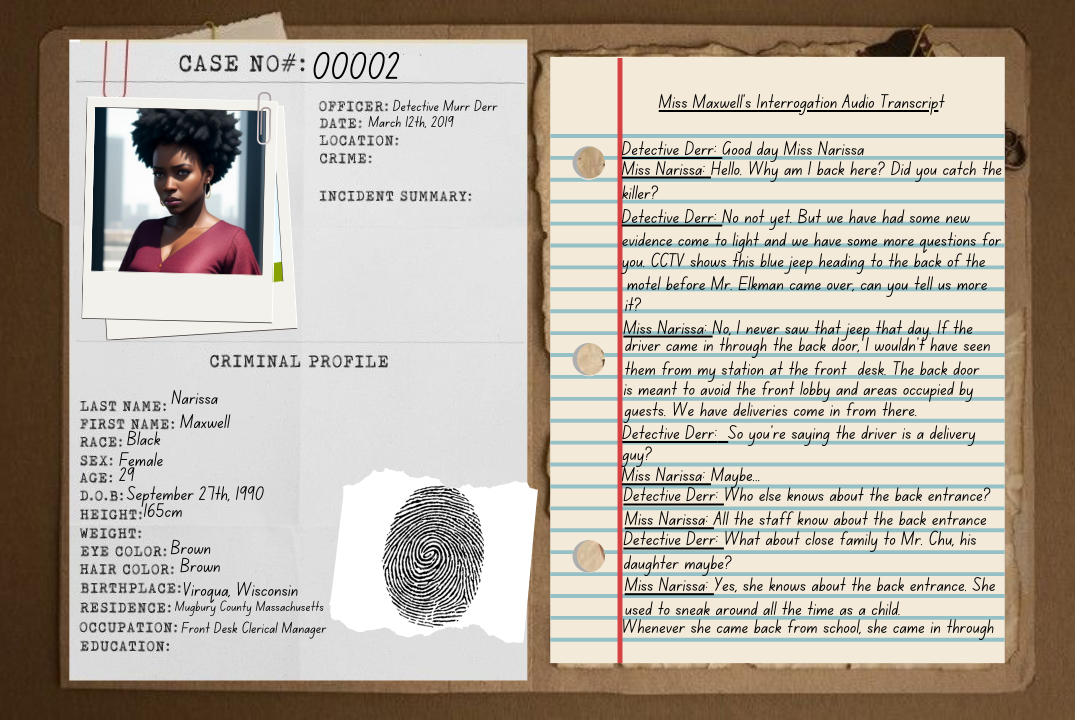 CASE NO#: 00002
OFFICER: Detective Murr Derr
DATE: March 12th, 2019
LOCATION:
CRIME:
INCIDENT SUMMARY:
CRIMINAL PROFILE
LAST NAME: Narissa
FIRST NAME: Maxwell
RACE: Black
SEX: Female
AGE: 29
D.O.B: September 27th, 1990
HEIGHT: 165cm
WEIGHT:
EYE COLOR: Brown
HAIR COLOR: Brown
BIRTHPLACE: Viroqua, Wisconsin
RESIDENCE: Mugbury County Massachusetts
OCCUPATION: Front Desk Clerical Manager
EDUCATION:
Miss Maxwell's Interrogation Audio Transcript
Detective Derr: Good day Miss Narissa
Miss Narissa: Hello. Why am I back here? Did you catch the
killer?
Detective Derr: No not yet. But we have had some new
evidence come to light and we have some more questions for
you. CCTV shows this blue jeep heading to the back of the
motel before Mr. Elkman came over, can you tell us more
it?
Miss Narissa: No, I never saw that jeep that day. If the
driver came in through the back door, I wouldn't have seen
them from my station at the front desk. The back door
is meant to avoid the front lobby and areas occupied by
guests. We have deliveries come in from there.
Detective Derr: So you're saying the driver is a delivery
guy?
Miss Narissa: Maybe...
Detective Derr: Who else knows about the back entrance?
Miss Narissa: All the staff know about the back entrance
Detective Derr: What about close family to Mr. Chu, his
daughter maybe?
Miss Narissa: Yes, she knows about the back entrance. She
used to sneak around all the time as a child.
Whenever she came back from school, she came in through